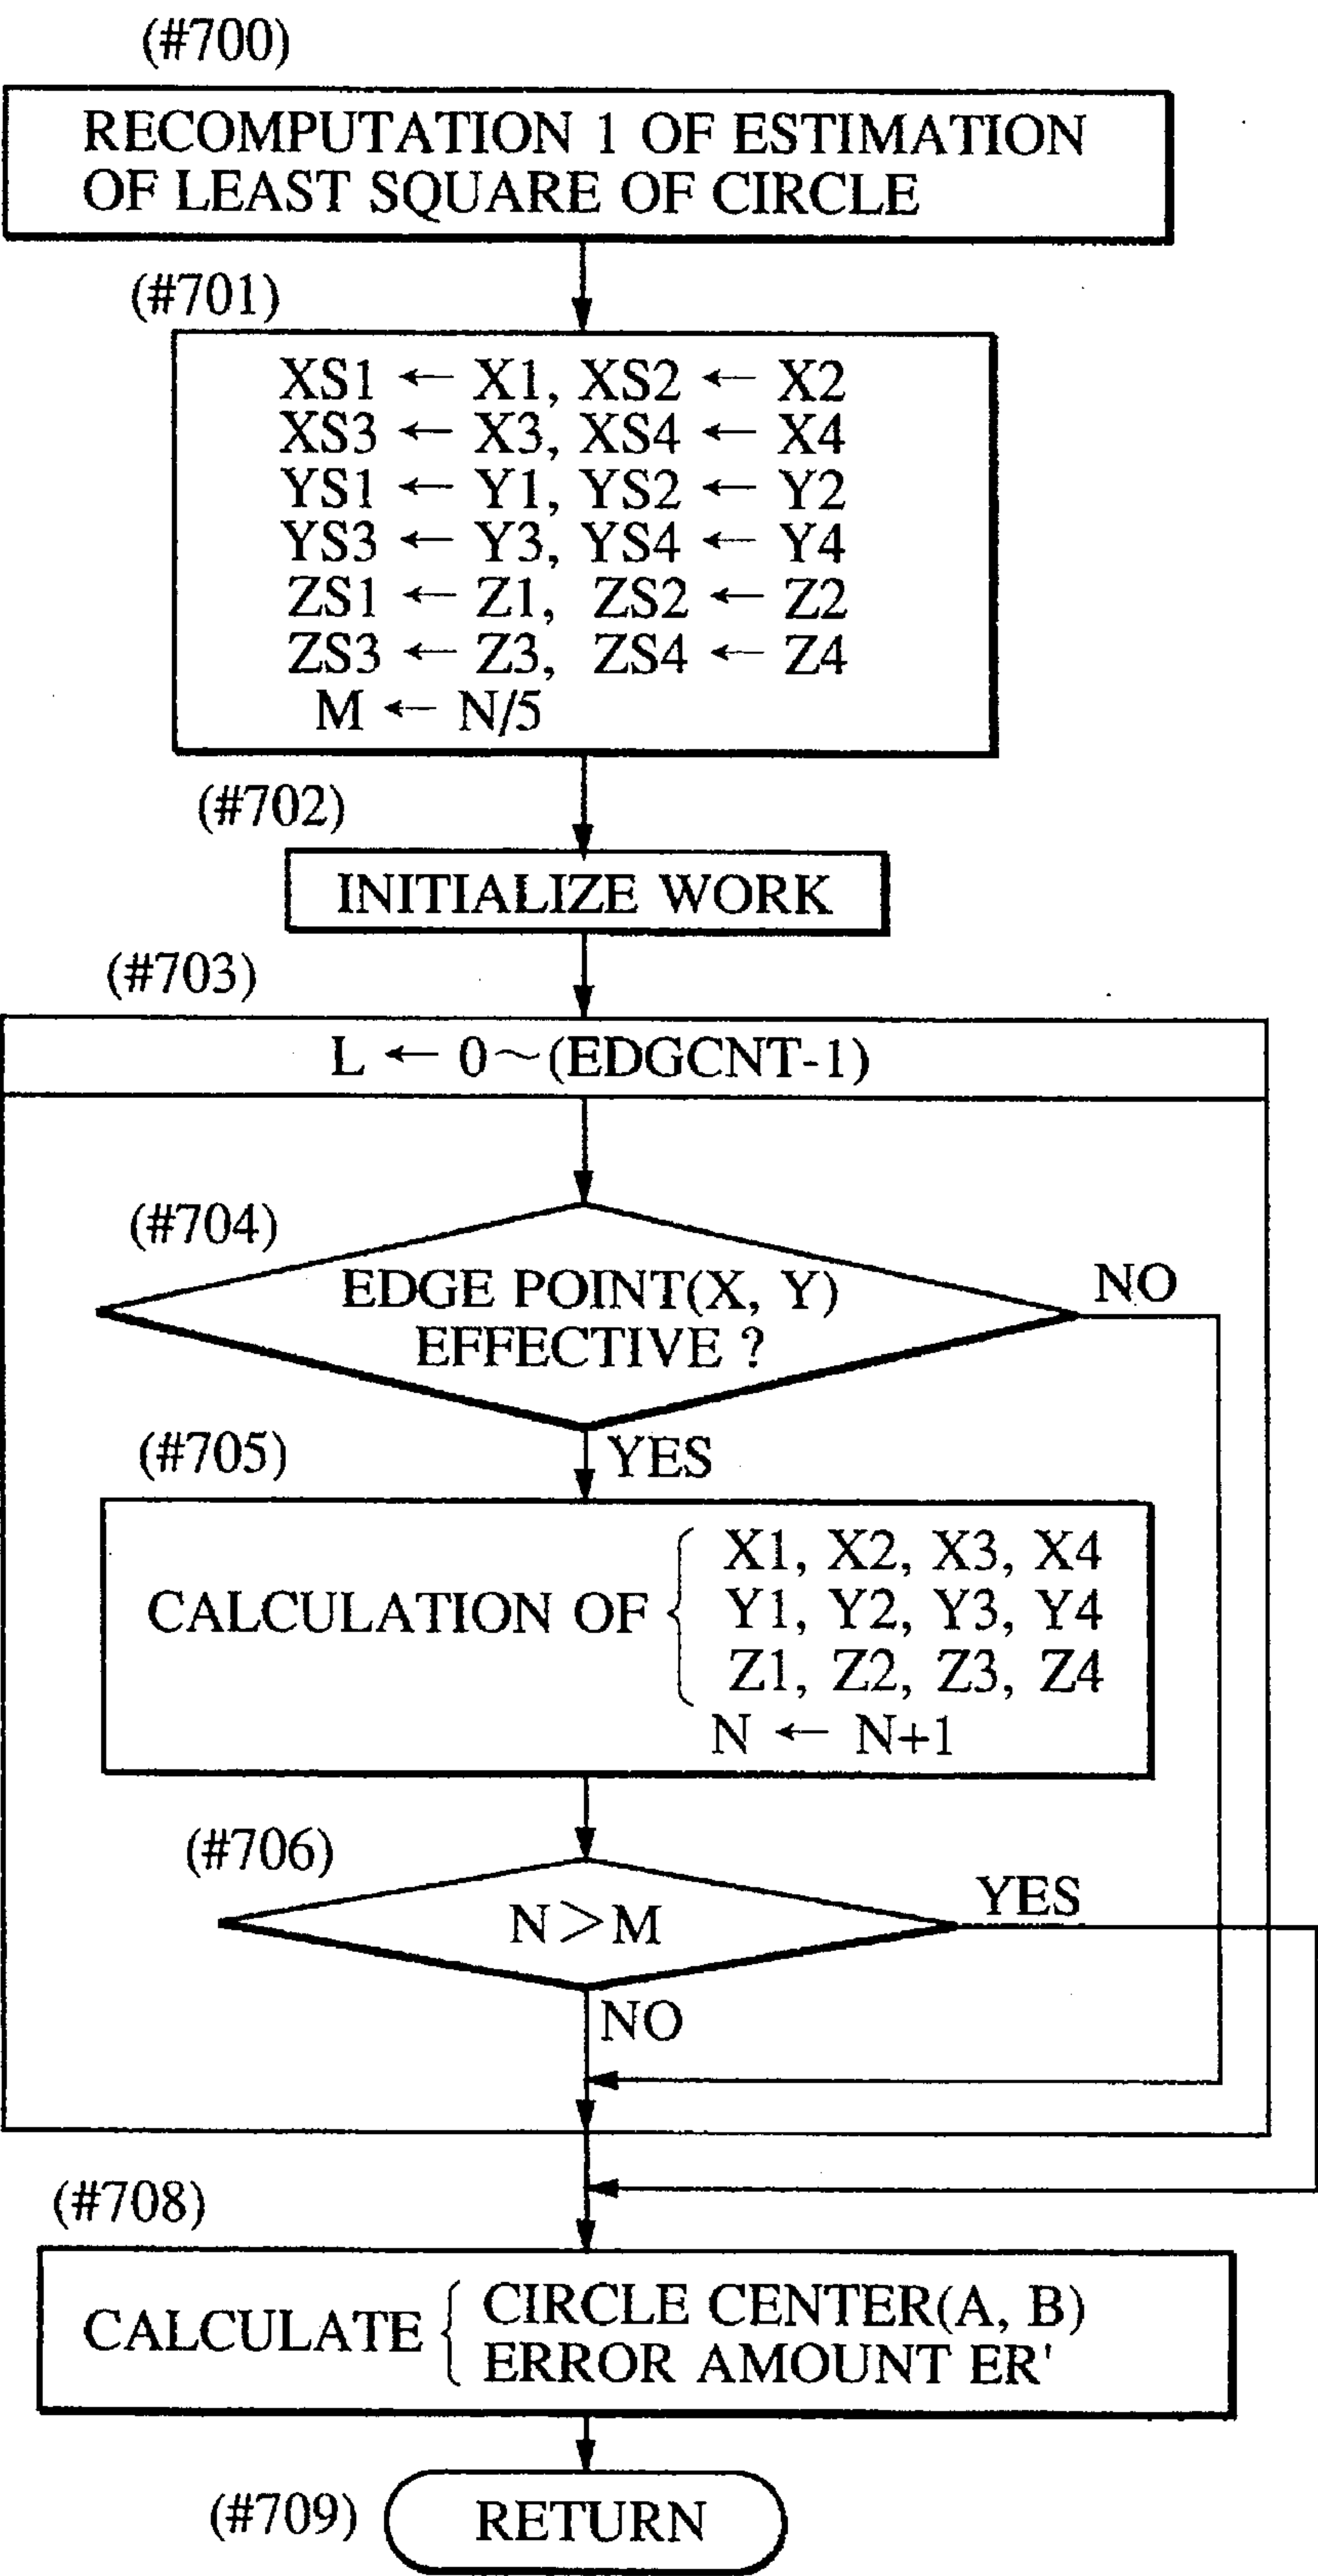 (#700)
RECOMPUTATION 1 OF ESTIMATION
OF LEAST SQUARE OF CIRCLE
(#701)
XS1 ← X1, XS2 ← X2
XS3 ← X3, XS4 ← X4
YS1 ← Y1, YS2 ← Y2
YS3 ← Y3, YS4 ← Y4
ZS1 ← Z1, ZS2 ← Z2
ZS3 ← Z3, ZS4 ← Z4
M ← N/5
(#702)
INITIALIZE WORK
(#703)
L ← 0~(EDGCNT-1)
(#704)
EDGE POINT(X, Y)
EFFECTIVE ?
NO
YES
(#705)
CALCULATION OF
X1, X2, X3, X4
Y1, Y2, Y3, Y4
Z1, Z2, Z3, Z4
N ← N+1
(#706)
N>M
YES
NO
(#708)
CALCULATE
CIRCLE CENTER(A, B)
ERROR AMOUNT ER'
(#709)
RETURN